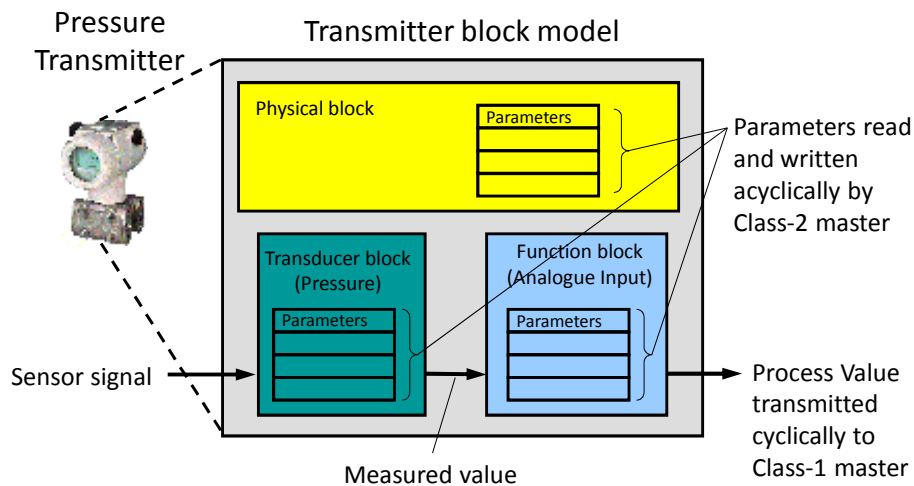 Pressure
Transmitter
Transmitter block model
Physical block
Parameters
Parameters read
and written
acyclically by
Class-2 master
Transducer block
(Pressure)
Parameters
Function block
(Analogue Input)
Parameters
Sensor signal
Measured value
Process Value
transmitted
cyclically to
Class-1 master